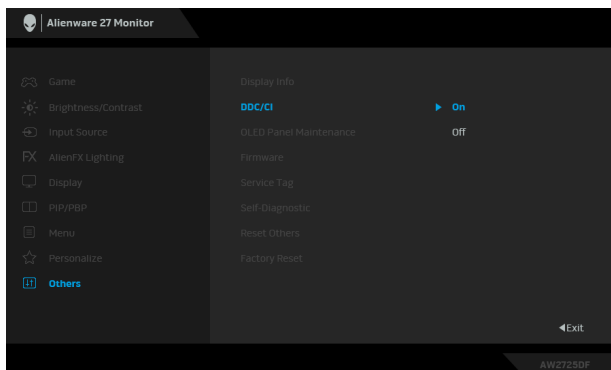 Alienware 27 Monitor
Game
Display Info
Brightness/Contrast
DDC/CI
On
Input Source
OLED Panel Maintenance
Off
FX AlienFX Lighting
Firmware
Display
Service Tag
PIP/PBP
Self-Diagnostic
Menu
Reset Others
Personalize
Factory Reset
Others
Exit
AW2725DF